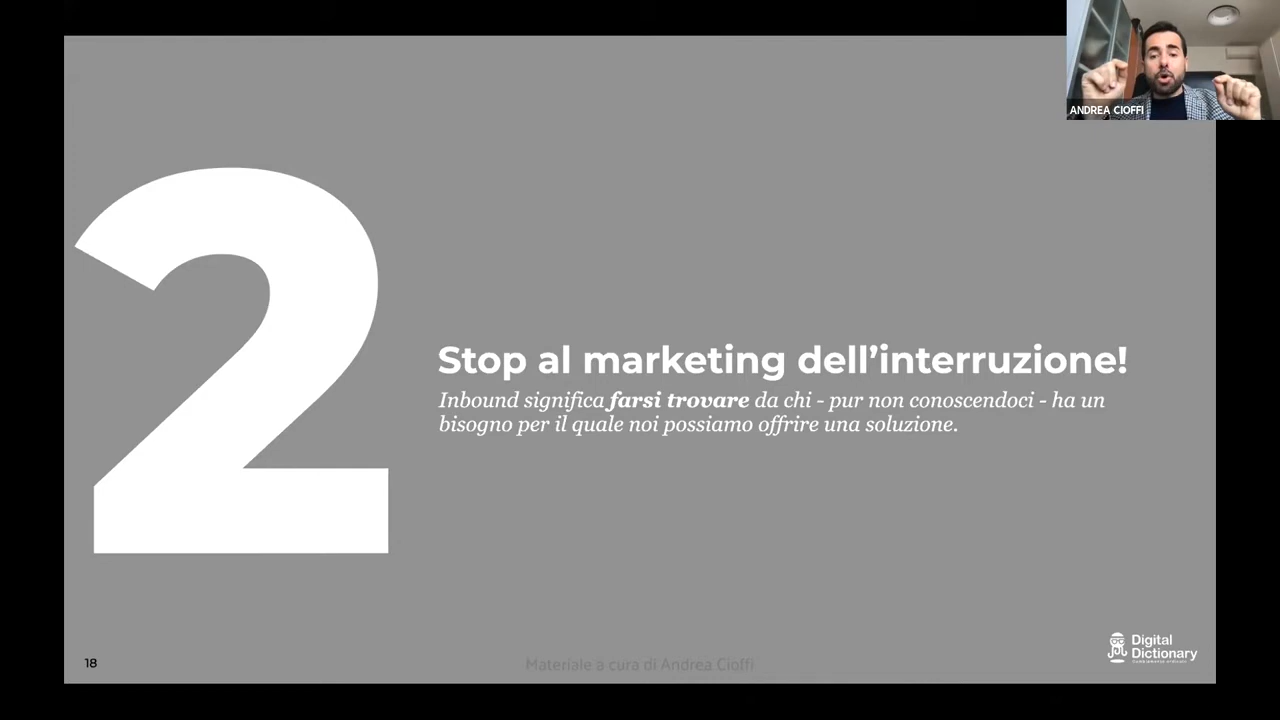 ANDREA CIOFFI
2
Stop al marketing dell’interruzione!
Inbound significa farsi trovare da chi - pur non conoscendoci - ha un
bisogno per il quale noi possiamo offrire una soluzione.
18
Materiale a cura di Andrea Cioffi
Digital
Dictionary